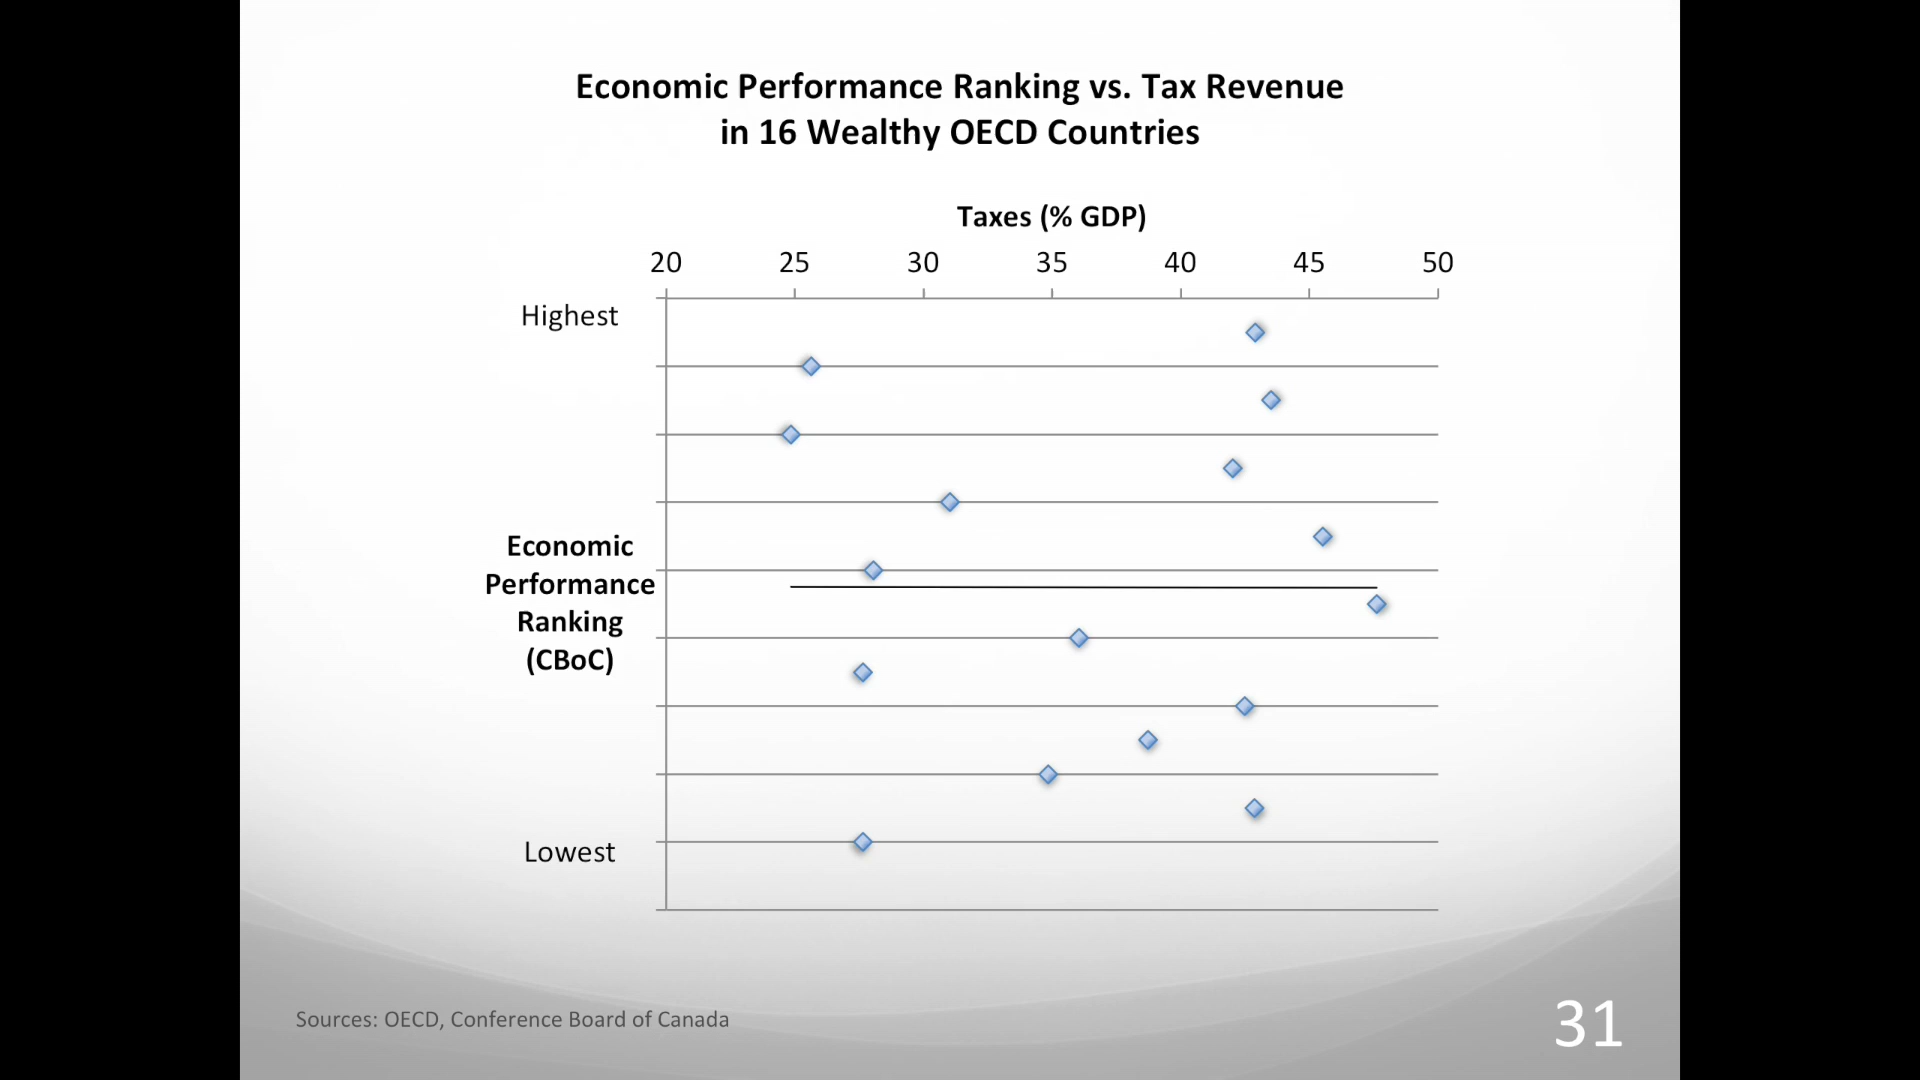 Economic Performance Ranking vs. Tax Revenue
in 16 Wealthy OECD Countries
Taxes (% GDP)
20 25 30 35 40 45 50
Highest
Economic
Performance
Ranking
(CBoC)
Lowest
Sources: OECD, Conference Board of Canada
31